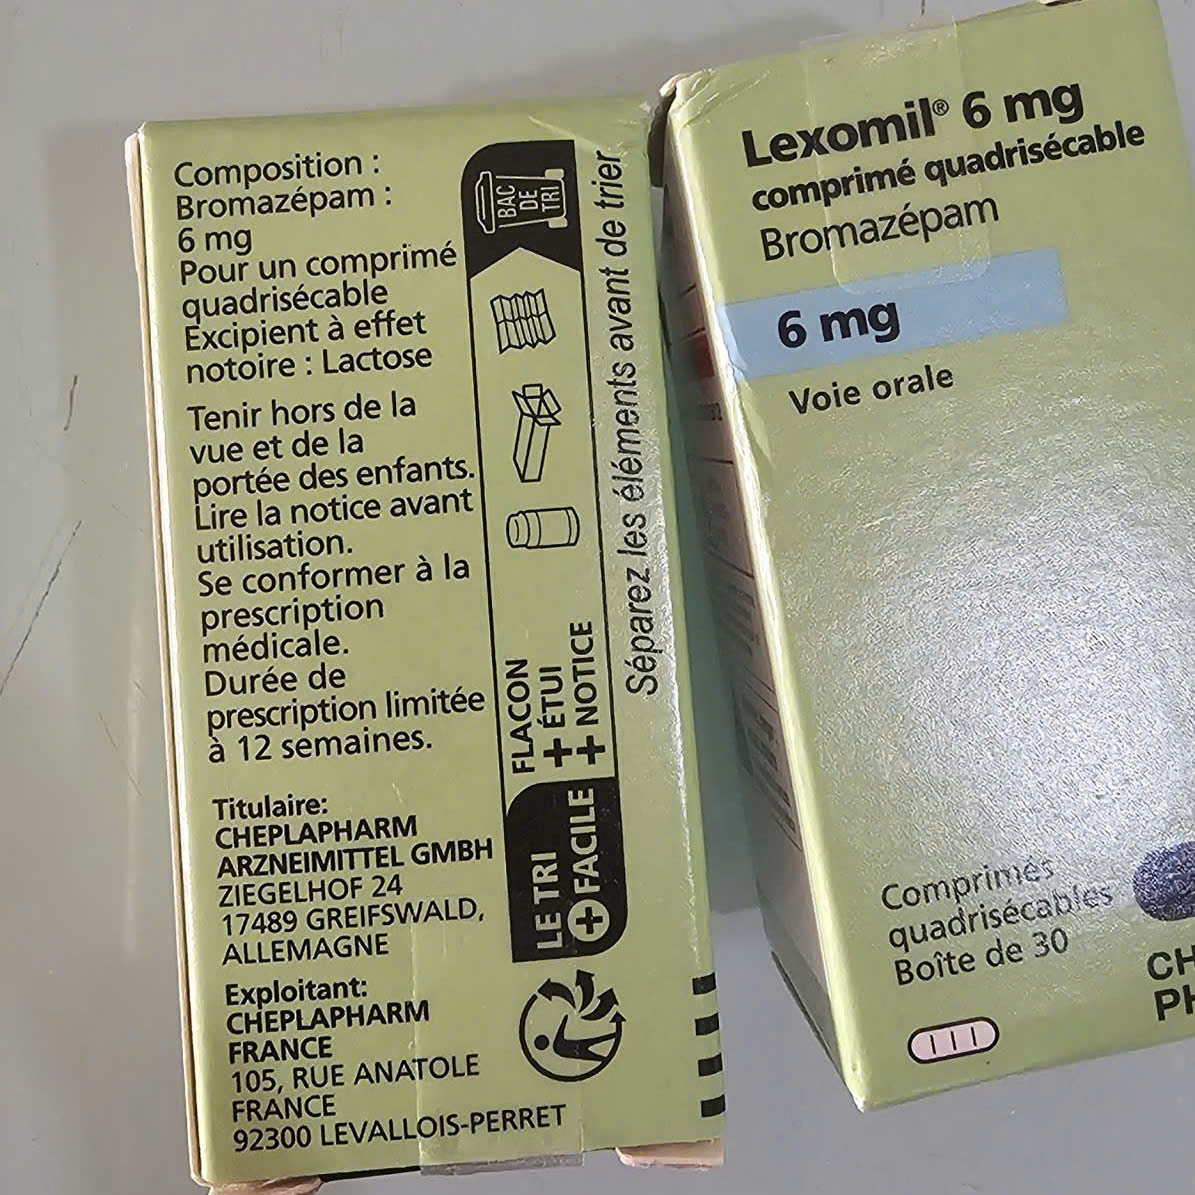 Composition :
Bromazépam :
6 mg
Pour un comprimé
quadrisécable
Excipient à effet
notoire : Lactose
Tenir hors de la
vue et de la
portée des enfants.
Lire la notice avant
utilisation.
Se conformer à la
prescription
médicale.
Durée de
prescription limitée
à 12 semaines.
Titulaire:
CHEPLAPHARM
ARZNEIMITTEL GMBH
ZIEGELHOF 24
17489 GREIFSWALD,
ALLEMAGNE
Exploitant:
CHEPLAPHARM
FRANCE
105, RUE ANATOLE
FRANCE
92300 LEVALLOIS-PERRET
BAC
DE
TRI
FLACON
+ ÉTUI
+ NOTICE
LE TRI
+ FACILE
Séparez les éléments avant de trier
Lexomil® 6 mg
comprimé quadrisécable
Bromazépam
6 mg
Voie orale
Comprimés
quadrisécables
Boîte de 30
CH
PH